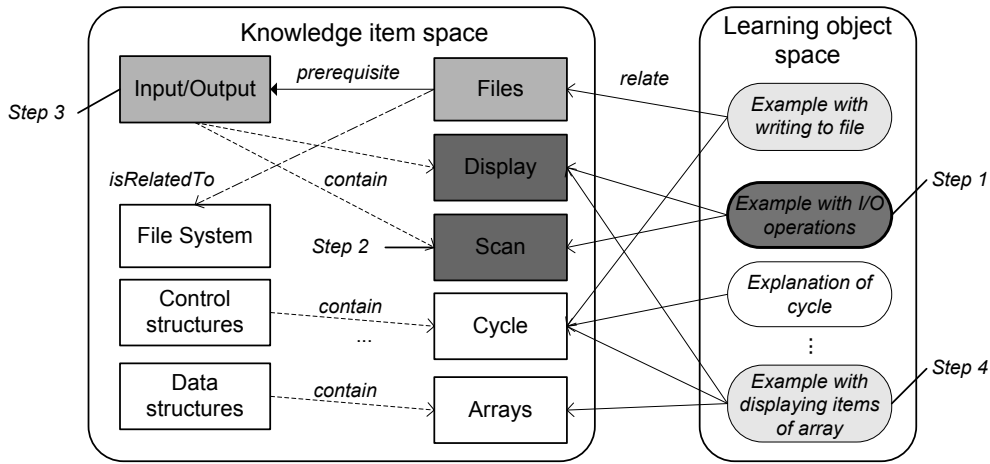 Knowledge item space
Learning object
space
Input/Output
prerequisite
Files
relate
Example with
writing to file
Step 3
Display
isRelatedTo
contain
Step 1
Example with I/O
operations
File System
Step 2
Scan
Explanation of
cycle
Control
structures
contain
...
Cycle
...
Step 4
Data
structures
contain
Arrays
Example with
displaying items
of array